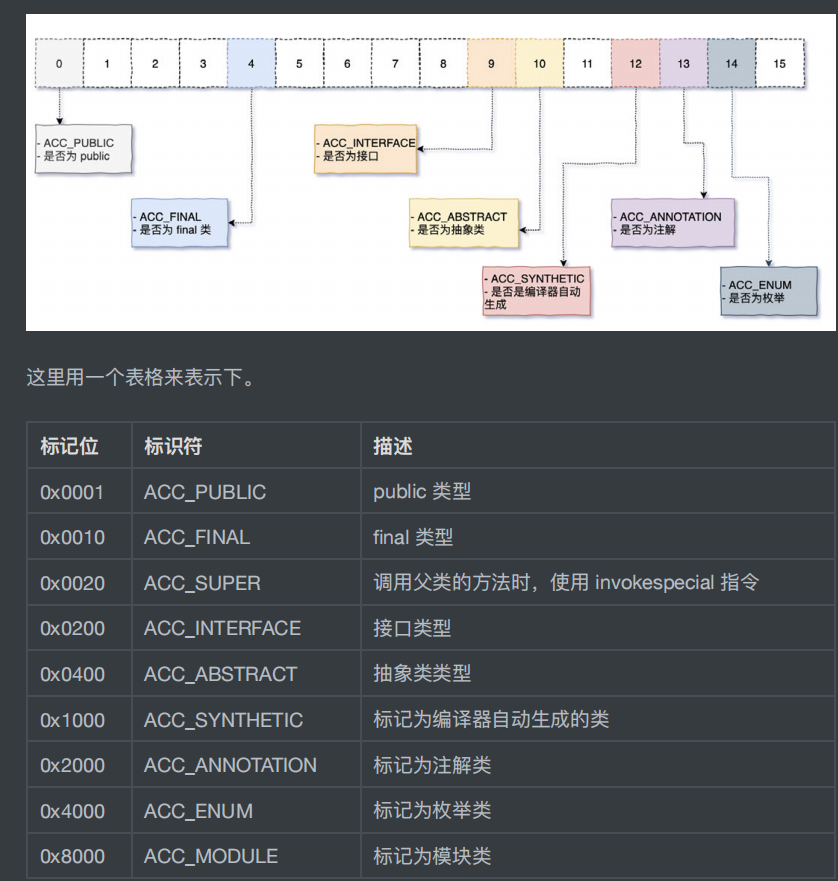 0 1 2 3 4 5 6 7 8 9 10 11 12 13 14 15
- ACC_PUBLIC
- 是否为 public
- ACC_INTERFACE
- 是否为接口
- ACC_FINAL
- 是否为 final 类
- ACC_ABSTRACT
- 是否为抽象类
- ACC_ANNOTATION
- 是否为注解
- ACC_SYNTHETIC
- 是否是编译器自动
生成
- ACC_ENUM
- 是否为枚举
这里用一个表格来表示下。
标记位 标识符 描述
0x0001 ACC_PUBLIC public 类型
0x0010 ACC_FINAL final 类型
0x0020 ACC_SUPER 调用父类的方法时，使用 invokespecial 指令
0x0200 ACC_INTERFACE 接口类型
0x0400 ACC_ABSTRACT 抽象类类型
0x1000 ACC_SYNTHETIC 标记为编译器自动生成的类
0x2000 ACC_ANNOTATION 标记为注解类
0x4000 ACC_ENUM 标记为枚举类
0x8000 ACC_MODULE 标记为模块类